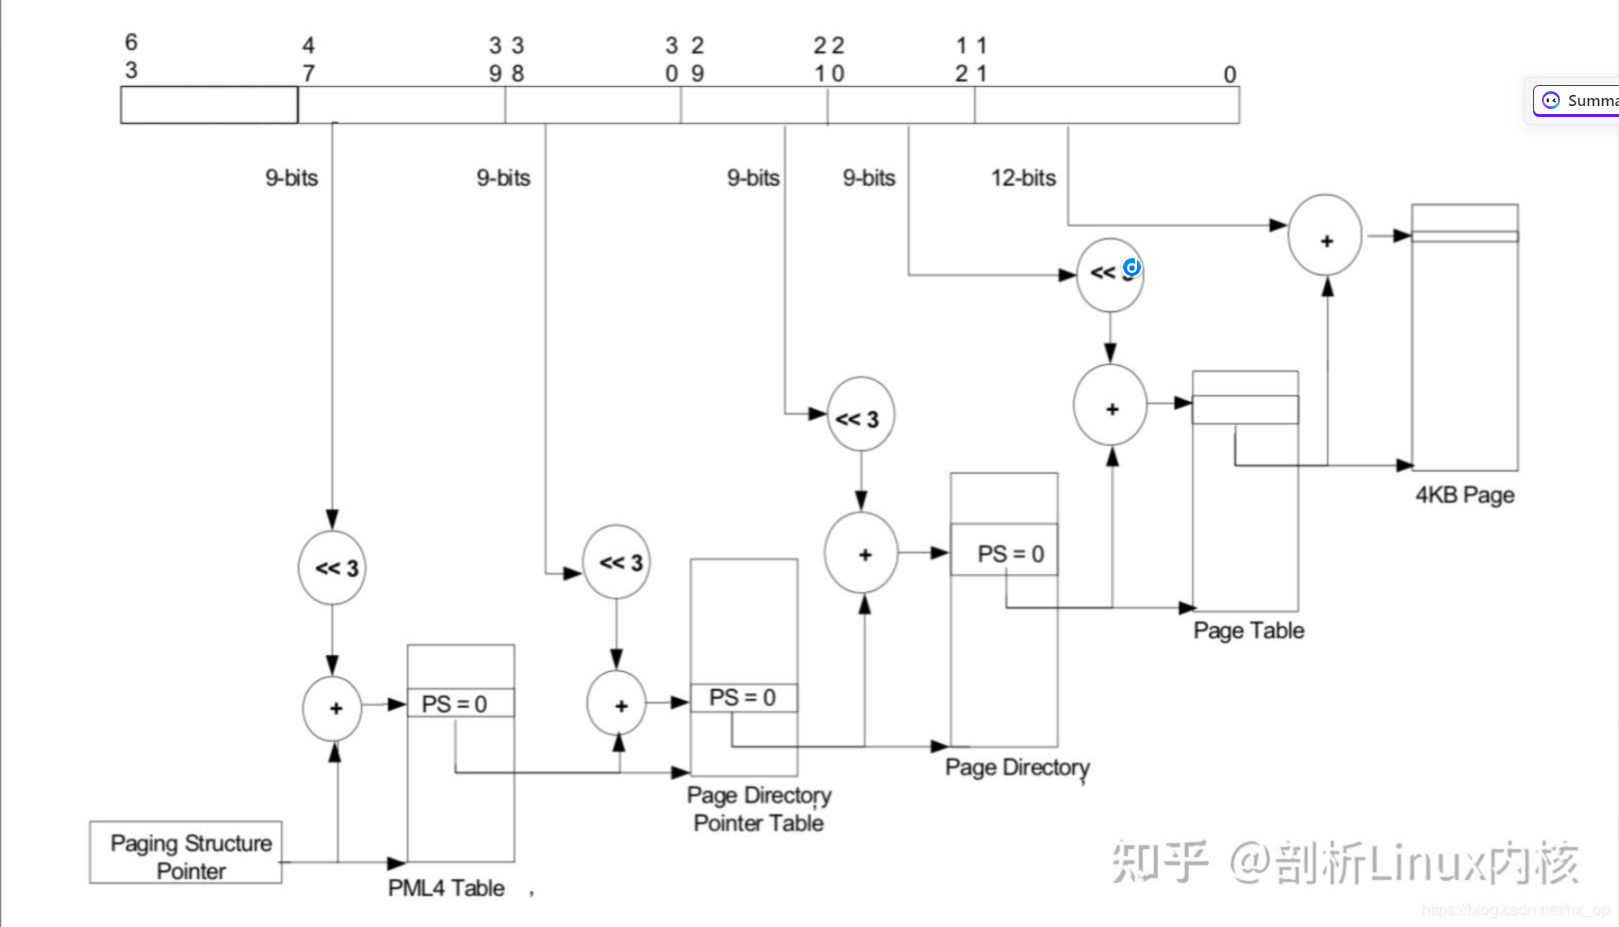 6 4 3 3 3 2 2 2 1 1
3 7 9 8 0 9 1 0 2 1 0
Summa
9-bits 9-bits 9-bits 9-bits 12-bits
+
<<
<< 3
+
4KB Page
<< 3 << 3
+ PS = 0
Page Table
PS = 0 + PS = 0
+
Page Directory,
Page Directory,
Pointer Table
Paging Structure
Pointer
PML4 Table ,
知乎 @剖析Linux内核
https://blog.csdn.net/hx_op